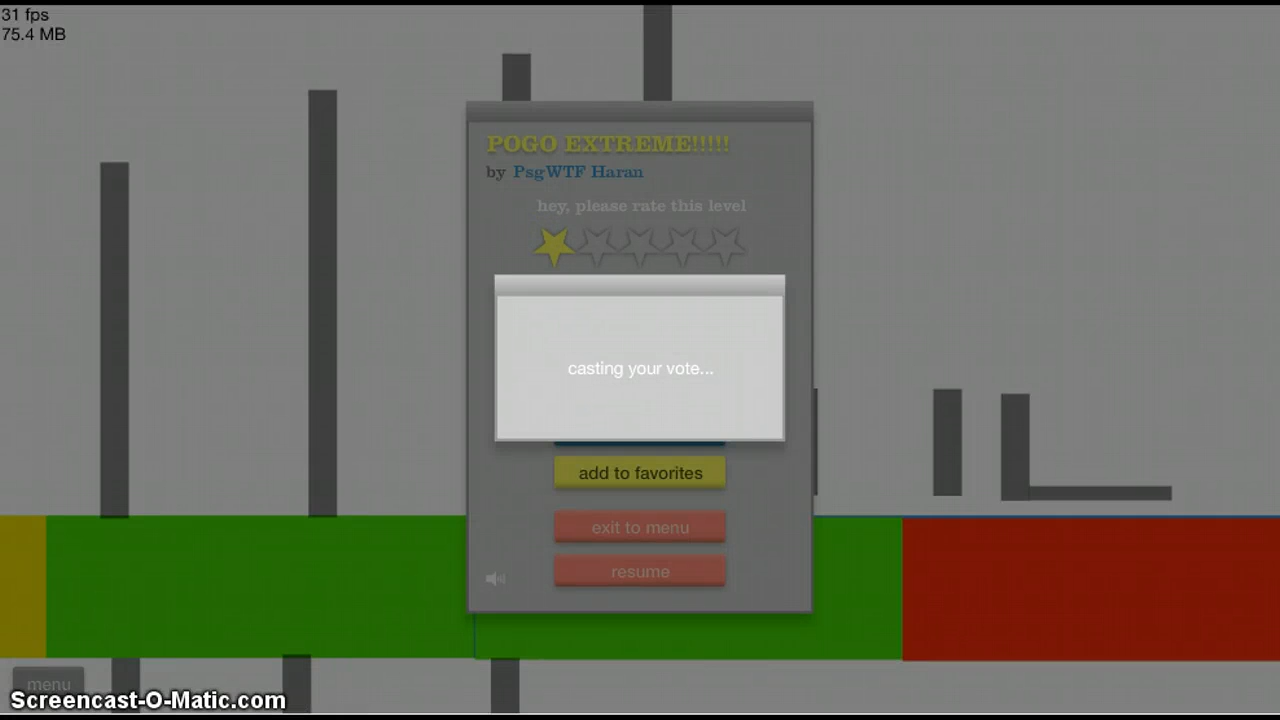 31 fps
75.4 MB
POGO EXTREME!!!!!
by PsgWTF Haran
hey, please rate this level
casting your vote...
add to favorites
exit to menu
resume
menu
Screencast-O-Matic.com